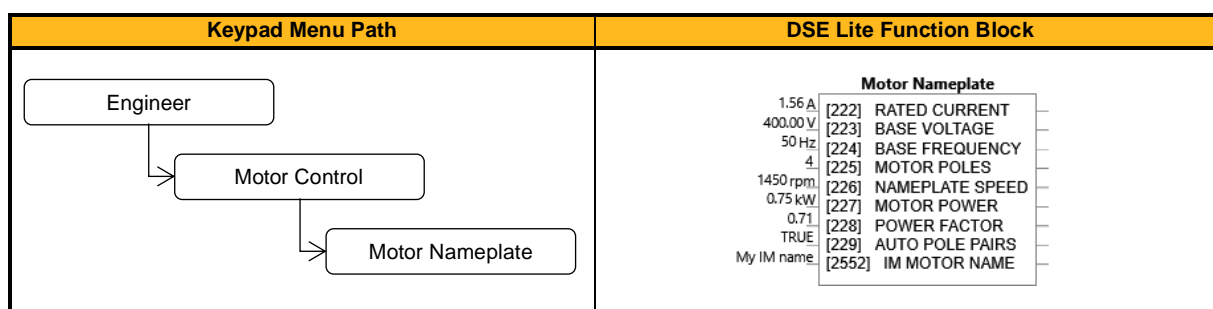 Keypad Menu Path
DSE Lite Function Block
Engineer
Motor Control
Motor Nameplate
Motor Nameplate
1.56 A [222] RATED CURRENT
400.00 V [223] BASE VOLTAGE
50 Hz [224] BASE FREQUENCY
4 [225] MOTOR POLES
1450 rpm [226] NAMEPLATE SPEED
0.75 kW [227] MOTOR POWER
0.71 [228] POWER FACTOR
TRUE [229] AUTO POLE PAIRS
My IM name [2552] IM MOTOR NAME